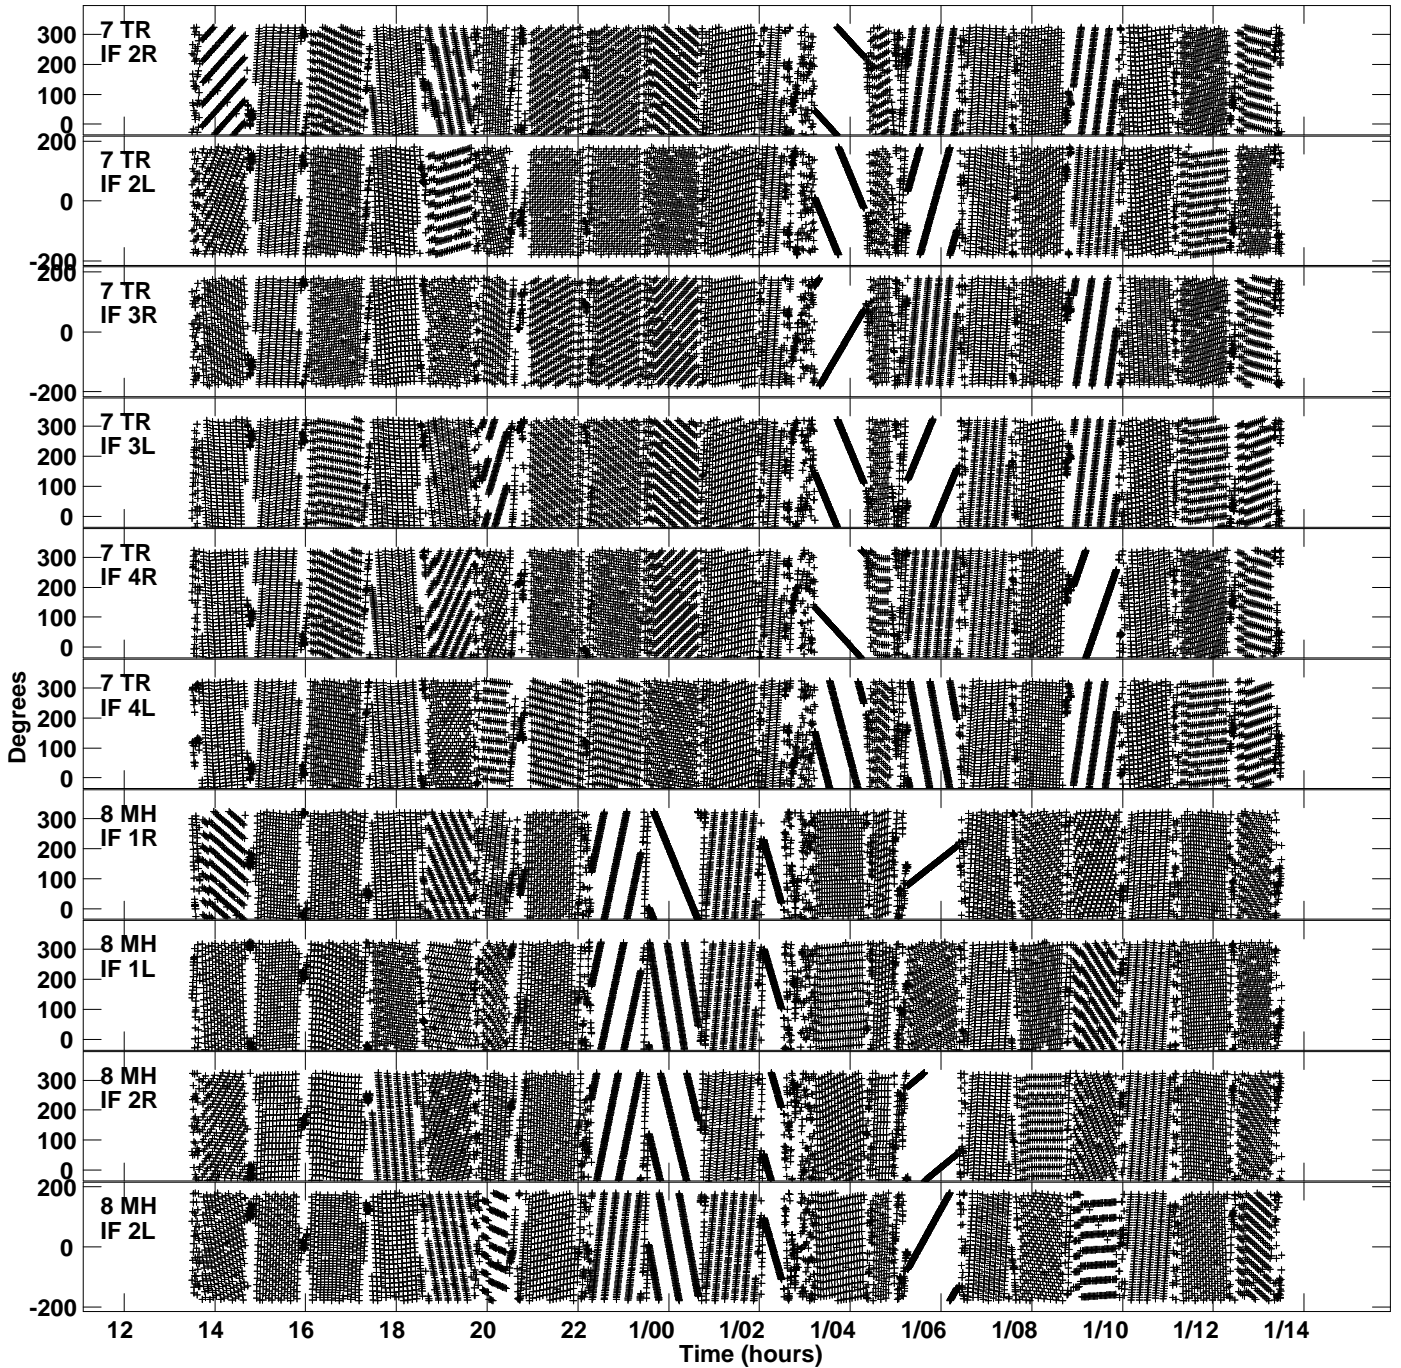 7 TR
IF 2R
300
200
100
0
7 TR
IF 2L
200
0
-200
7 TR
IF 3R
200
0
-200
7 TR
IF 3L
300
200
100
0
7 TR
IF 4R
300
200
100
0
7 TR
IF 4L
300
200
100
0
8 MH
IF 1R
300
200
100
0
8 MH
IF 1L
300
200
100
0
8 MH
IF 2R
300
200
100
0
8 MH
IF 2L
200
0
-200
Degrees
12 14 16 18 20 22 1/00 1/02 1/04 1/06 1/08 1/10 1/12 1/14
Time (hours)